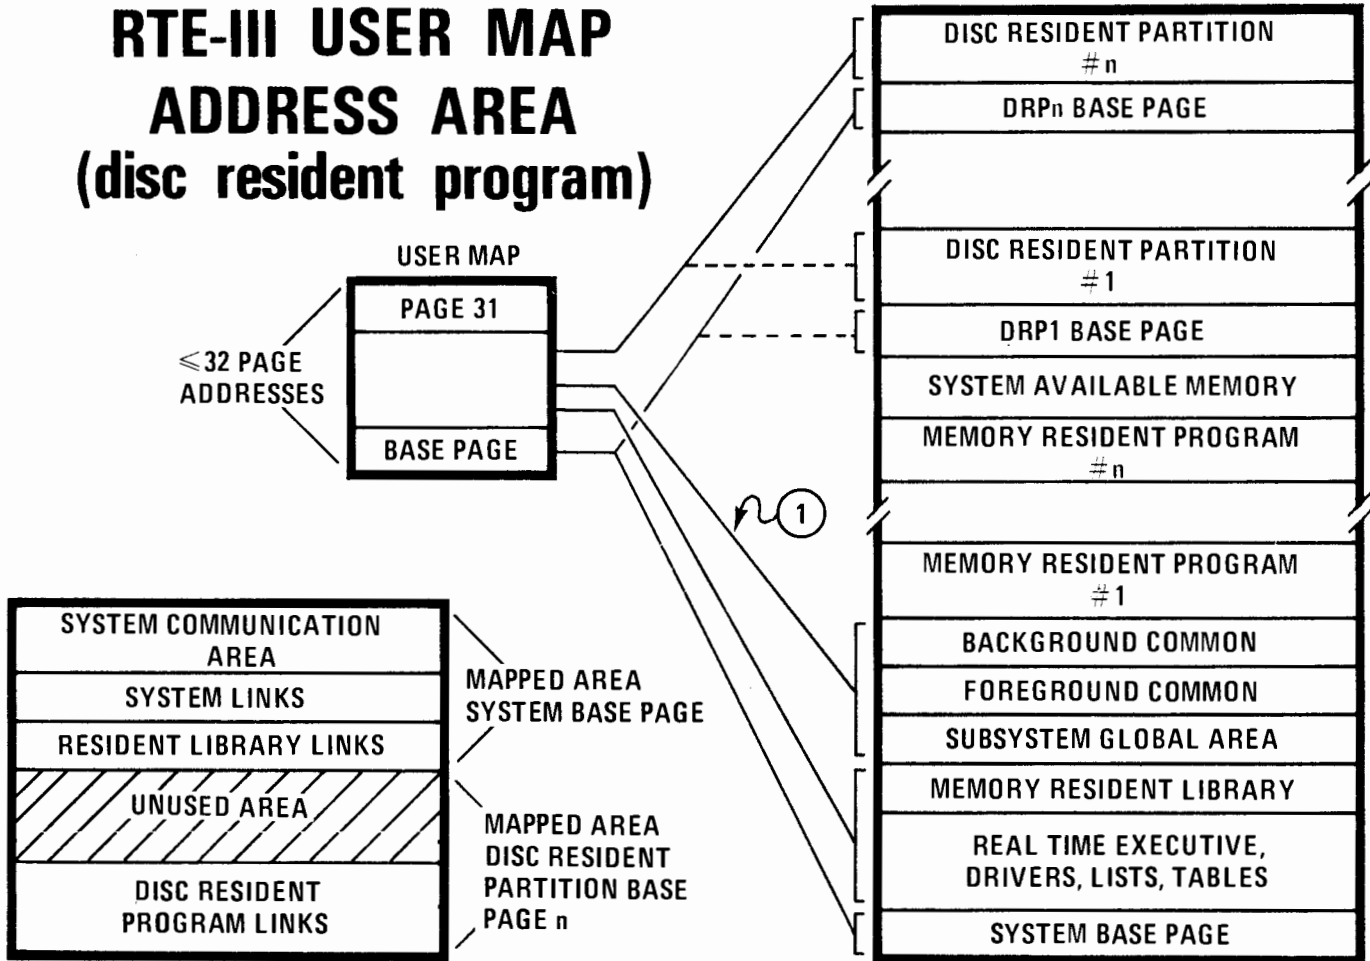 RTE-III USER MAP
ADDRESS AREA
(disc resident program)
USER MAP
PAGE 31
BASE PAGE
≤32 PAGE
ADDRESSES
1
SYSTEM COMMUNICATION
AREA
SYSTEM LINKS
RESIDENT LIBRARY LINKS
UNUSED AREA
DISC RESIDENT
PROGRAM LINKS
MAPPED AREA
SYSTEM BASE PAGE
MAPPED AREA
DISC RESIDENT
PARTITION BASE
PAGE n
DISC RESIDENT PARTITION
#n
DRPn BASE PAGE
DISC RESIDENT PARTITION
#1
DRP1 BASE PAGE
SYSTEM AVAILABLE MEMORY
MEMORY RESIDENT PROGRAM
#n
MEMORY RESIDENT PROGRAM
#1
BACKGROUND COMMON
FOREGROUND COMMON
SUBSYSTEM GLOBAL AREA
MEMORY RESIDENT LIBRARY
REAL TIME EXECUTIVE,
DRIVERS, LISTS, TABLES
SYSTEM BASE PAGE